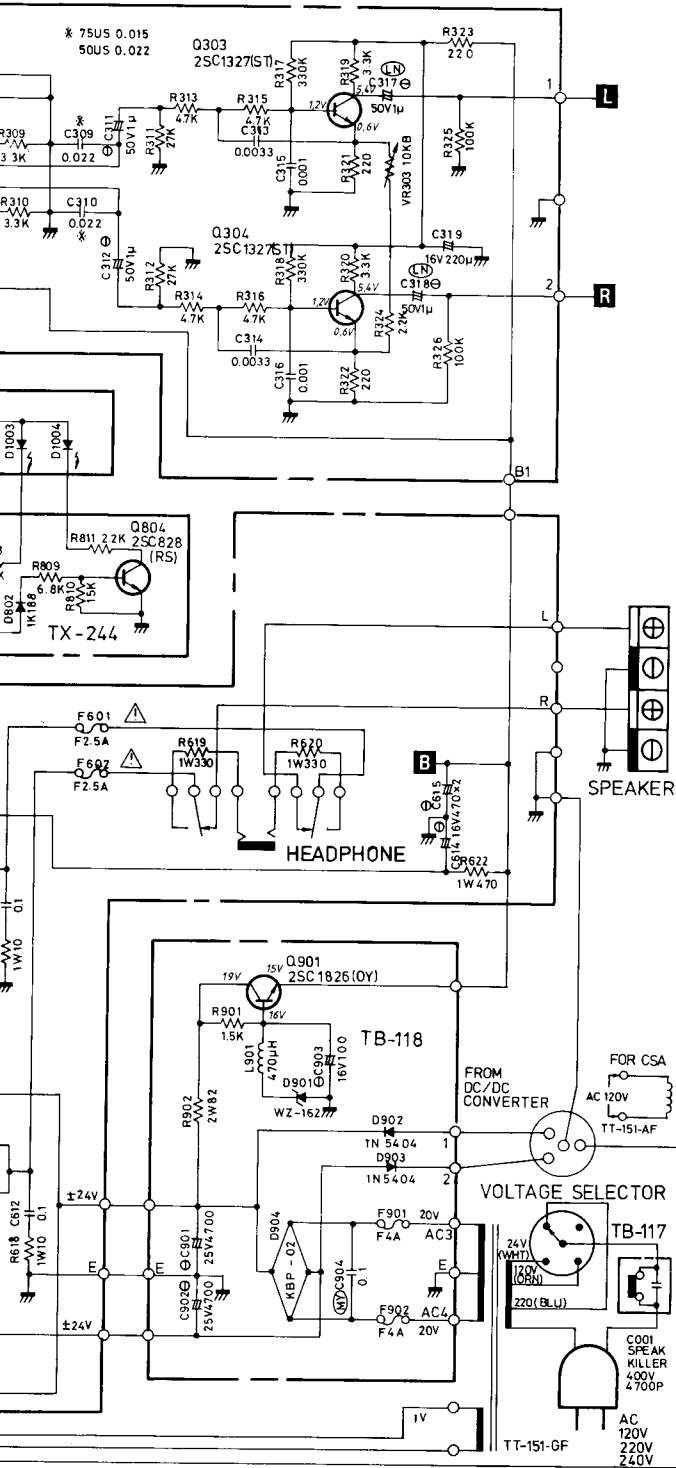 * 75US 0.015
50US 0.022
Q303
2SC1327(ST)
R317
330K
R319
3.3K
LN
C317⊖
50V1μ
5.4V
R323
220
1
L
C311
50V1μ
R313
4.7K
R315
4.7K
1,2V
0,6V
R309
3.3K
C309
0.022
*
R311
27K
C313
0.0033
C315
0.001
R321
220
VR303 10KB
R325
100K
R310
3.3K
C310
0.022
*
Q304
2SC1327(ST)
C319
16V220μ
C312
50V1μ
R312
27K
R318
330K
R320
3.3K
LN
C318⊖
50V1μ
5,4V
2
R
R314
4.7K
R316
4.7K
1,2V
0,6V
R324
2.2K
C314
0.0033
C316
0.001
R322
220
R326
100K
D1003
D1004
B1
Q804
2SC828
(RS)
R811 2.2K
R809
6.8K
R810
15K
D802
1K188
TX-244
L
R
F601
F2.5A
F602
F2.5A
R619
1W330
R620
1W330
B
C615
C614 16V470×2
SPEAKER
HEADPHONE
R622
1W470
0.1
1W10
Q901
2SC1826(OY)
19V
15V
16V
R901
1.5K
TB-118
L901
470μH
C903
16V100
D901
WZ-162
R902
2W82
FROM
DC/DC
CONVERTER
FOR CSA
AC 120V
TT-151-AF
D902
1N 5404
1
D903
1N5404
2
VOLTAGE SELECTOR
±24V
C612
0.1
R618
1W10
C901
25V4700
D904
KBP-02
F901
F4A
20V
AC3
24V
(WHT)
120V
(ORN)
TB-117
E
E
C902
25V4700
MY
C904
0.1
E
220(BLU)
±24V
F902
F4A
AC4
20V
C001
SPEAK
KILLER
400V
4700P
1V
TT-151-GF
AC
120V
220V
240V